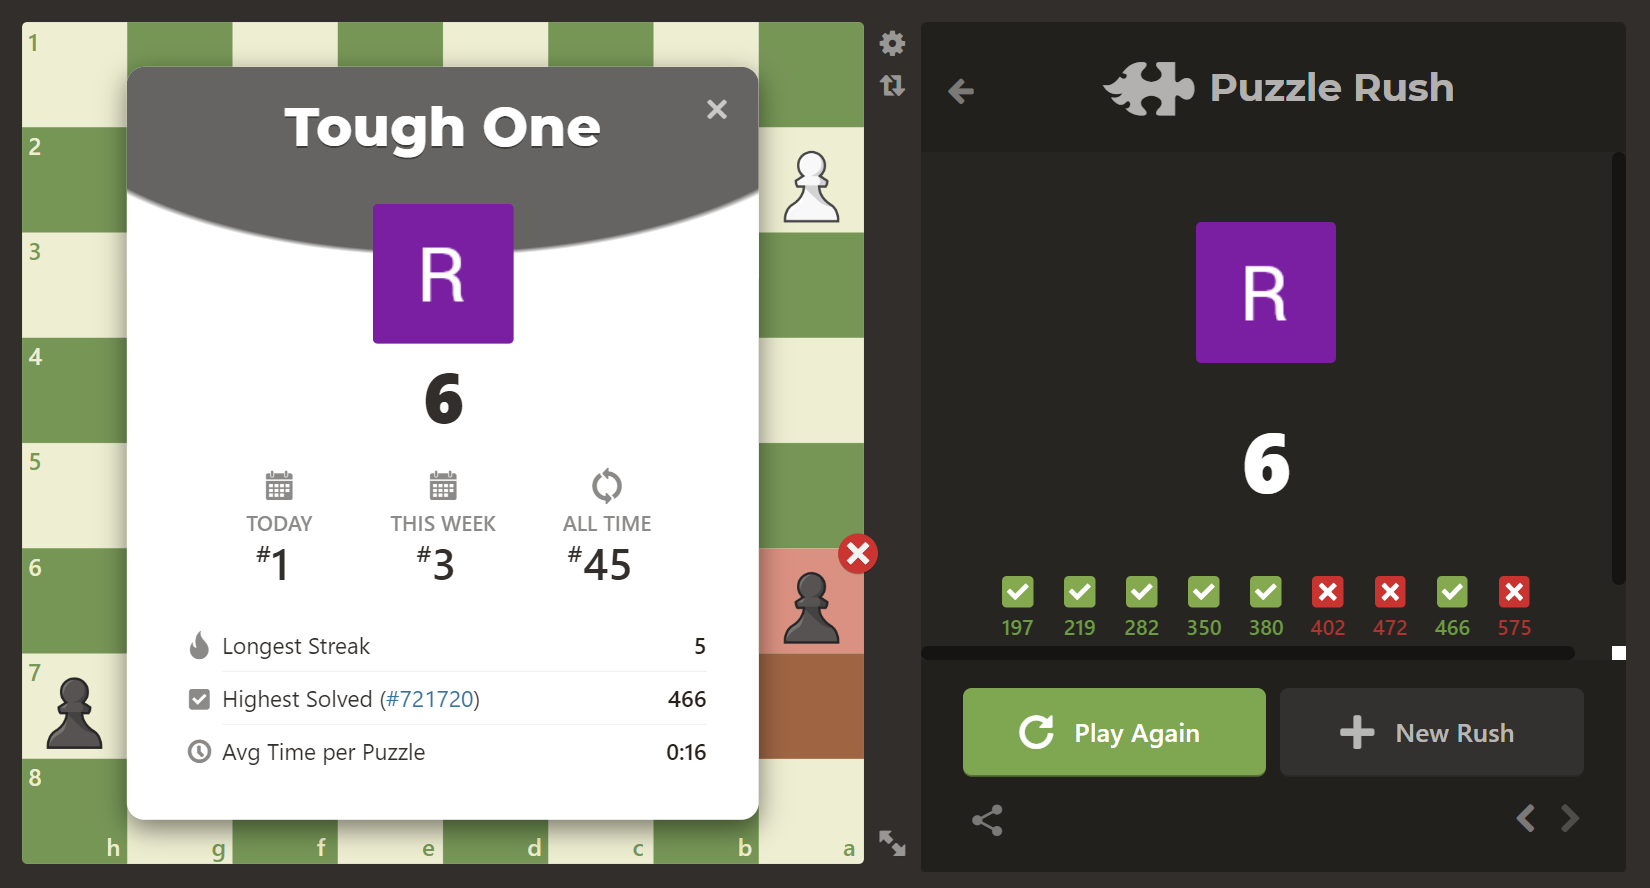 1
2
3
4
5
6
7
8
h
g
f
e
d
c
b
a
Tough One
R
6
TODAY
#1
THIS WEEK
#3
ALL TIME
#45
Longest Streak 5
Highest Solved (#721720) 466
Avg Time per Puzzle 0:16
Puzzle Rush
R
6
197 219 282 350 380 402 472 466 575
Play Again
New Rush